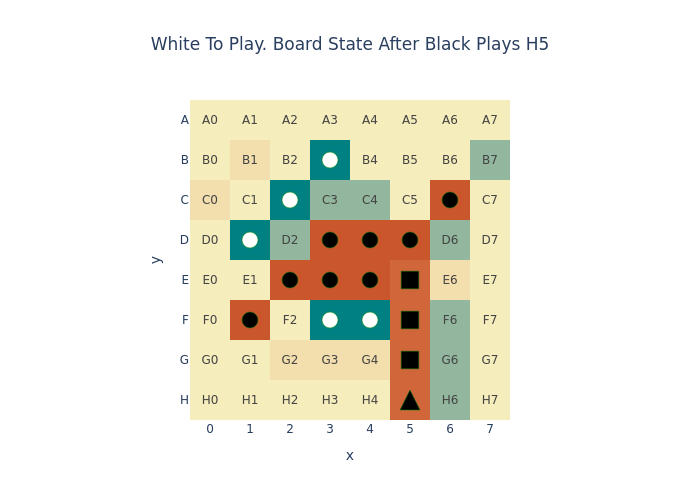 White To Play. Board State After Black Plays H5
A A0 A1 A2 A3 A4 A5 A6 A7
B B0 B1 B2 B4 B5 B6 B7
C C0 C1 C3 C4 C5 C7
D D0 D2 D6 D7
y
E E0 E1 E6 E7
F F0 F2 F6 F7
G G0 G1 G2 G3 G4 G6 G7
H H0 H1 H2 H3 H4 H6 H7
0 1 2 3 4 5 6 7
x